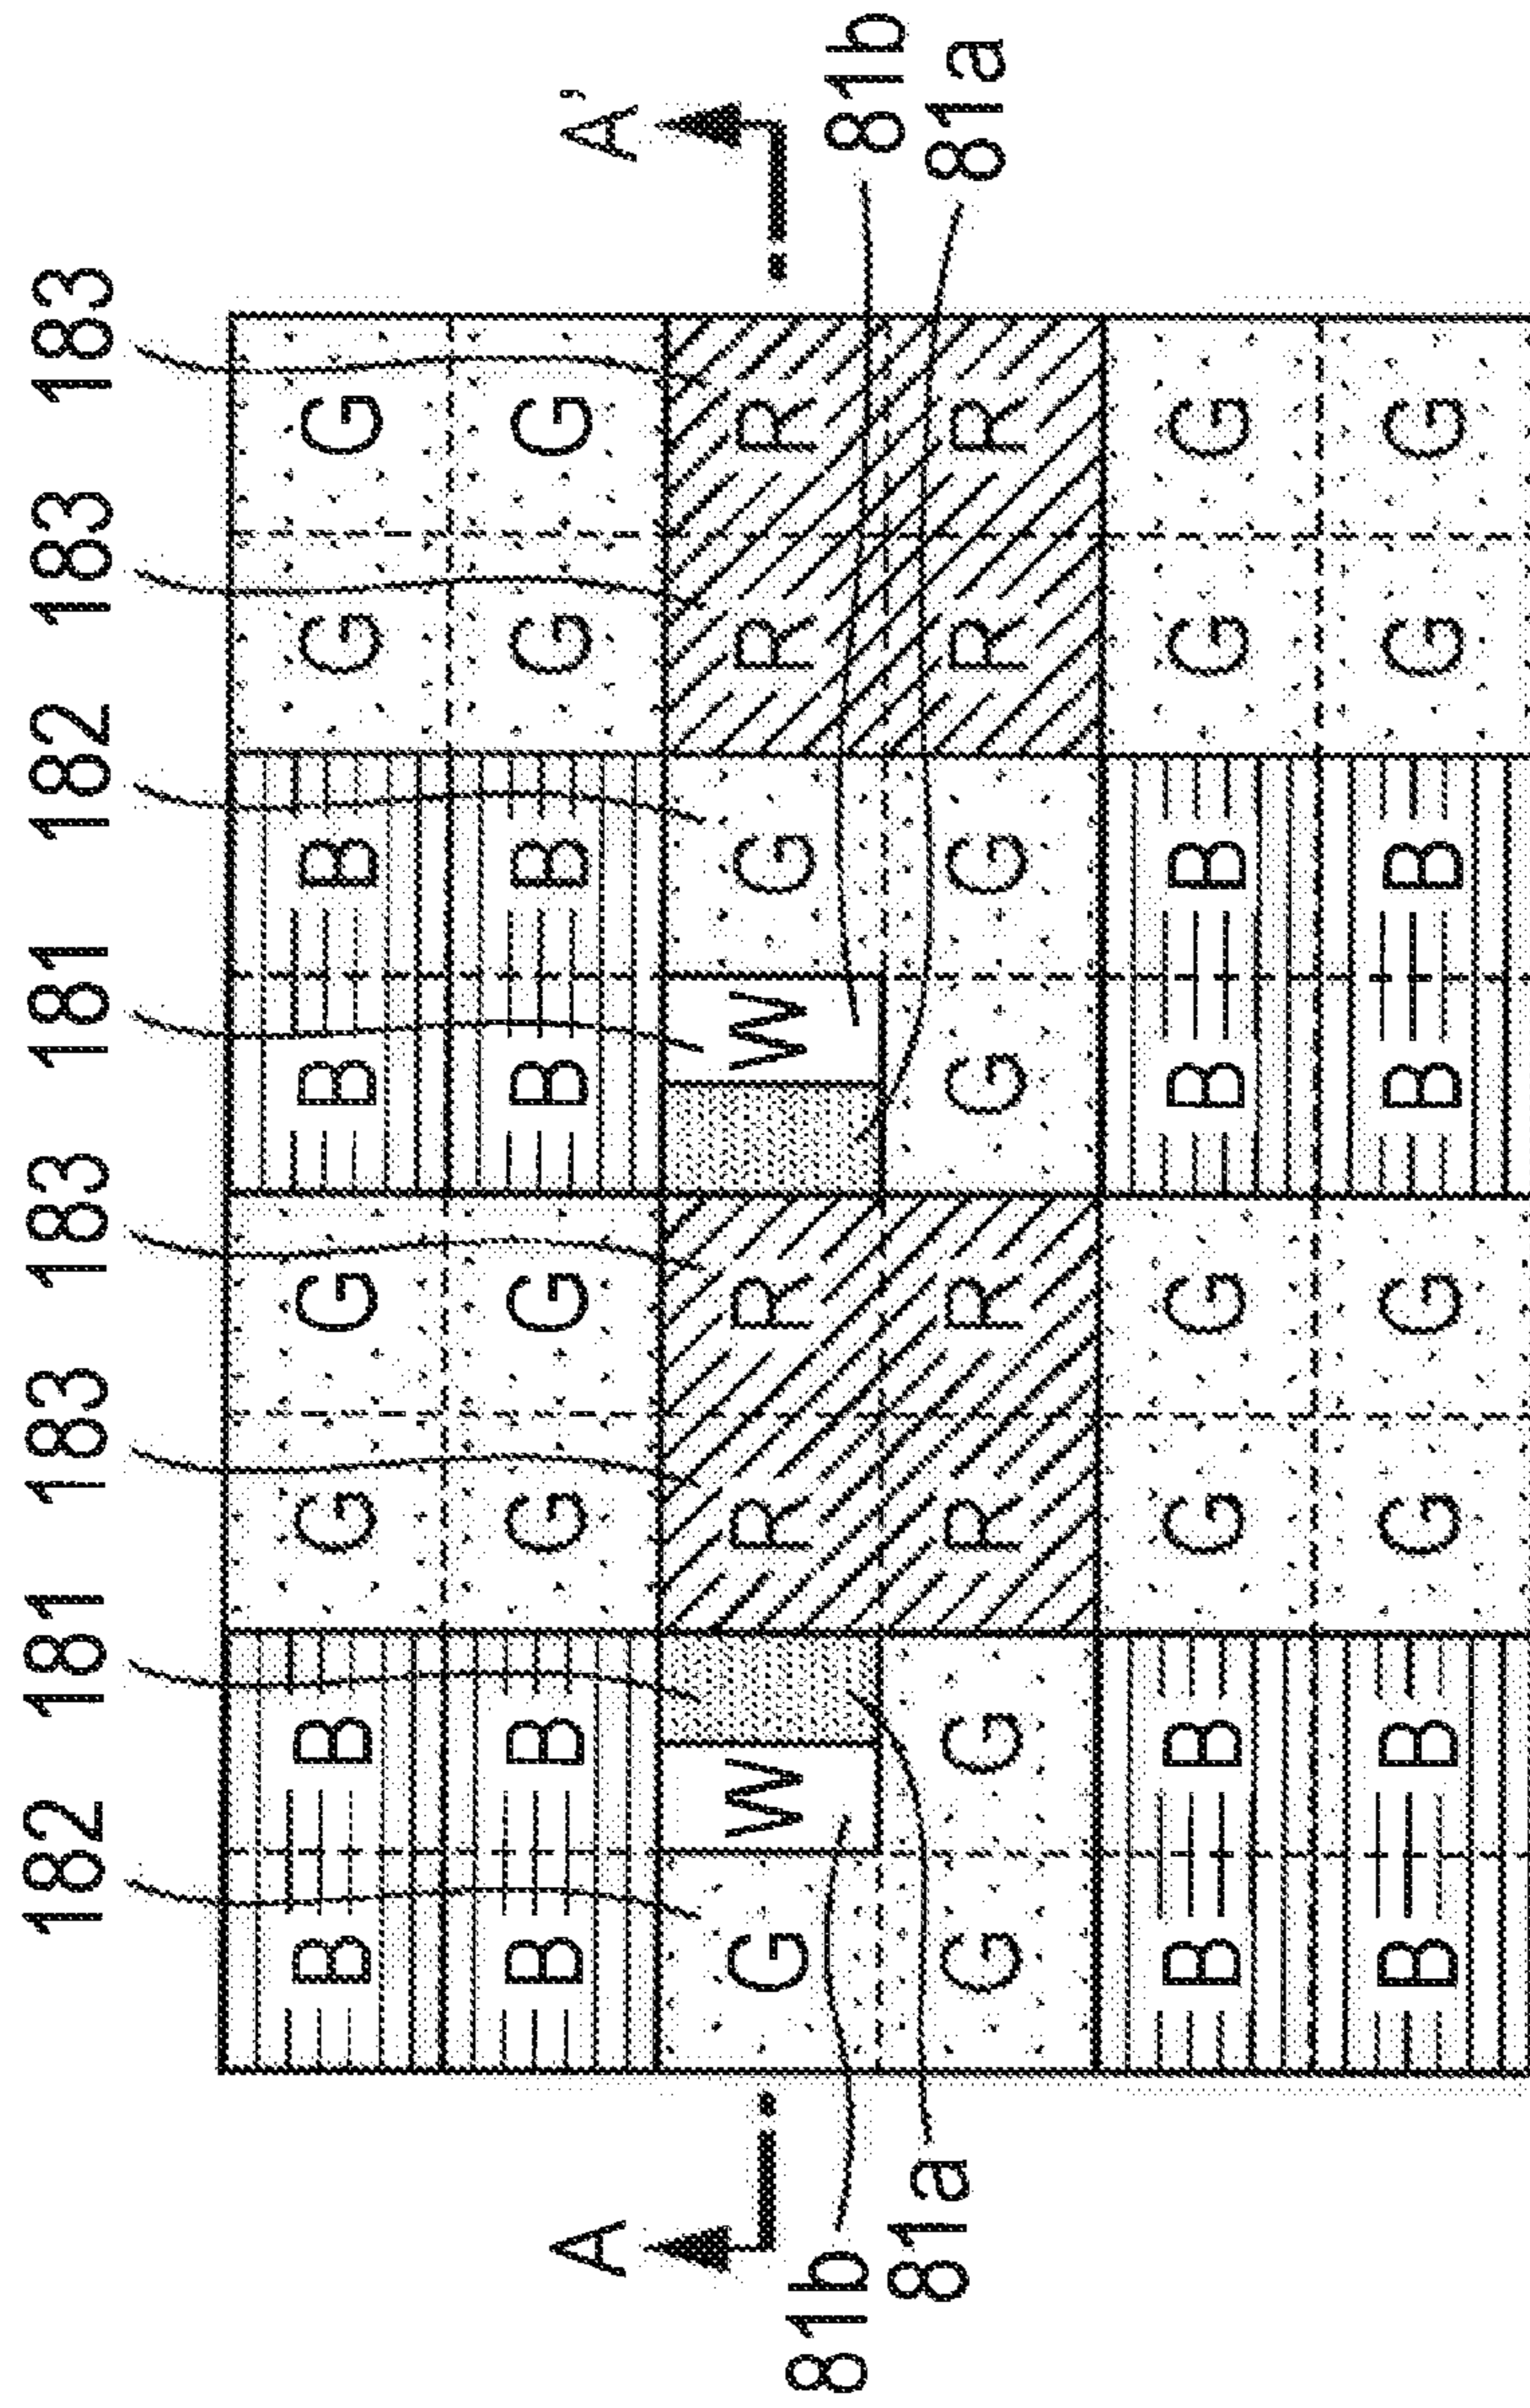 182 181 183 183 181 182 183 183
B B G G B B G G
B B G G B B G G
A A'
G W R R W G R R
81b 81b
81a 81a
G G R R G G R R
B B G G B B G G
B B G G B B G G